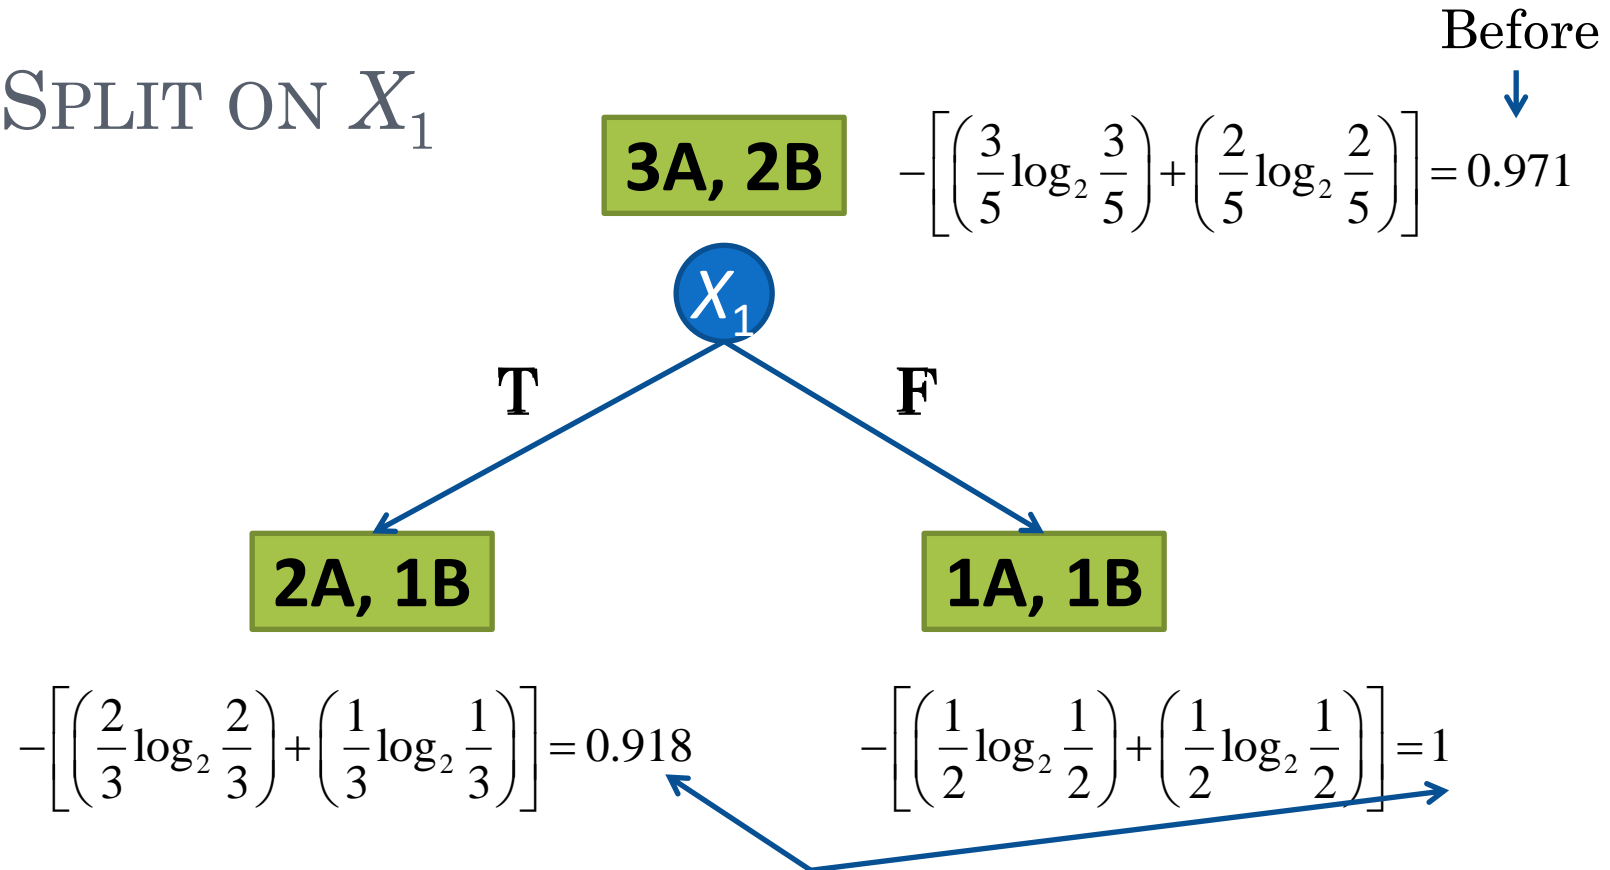 Before
SPLIT ON X₁
3A, 2B
−[(3/5 log₂ 3/5) + (2/5 log₂ 2/5)] = 0.971
X₁
T
F
2A, 1B
1A, 1B
−[(2/3 log₂ 2/3) + (1/3 log₂ 1/3)] = 0.918
−[(1/2 log₂ 1/2) + (1/2 log₂ 1/2)] = 1